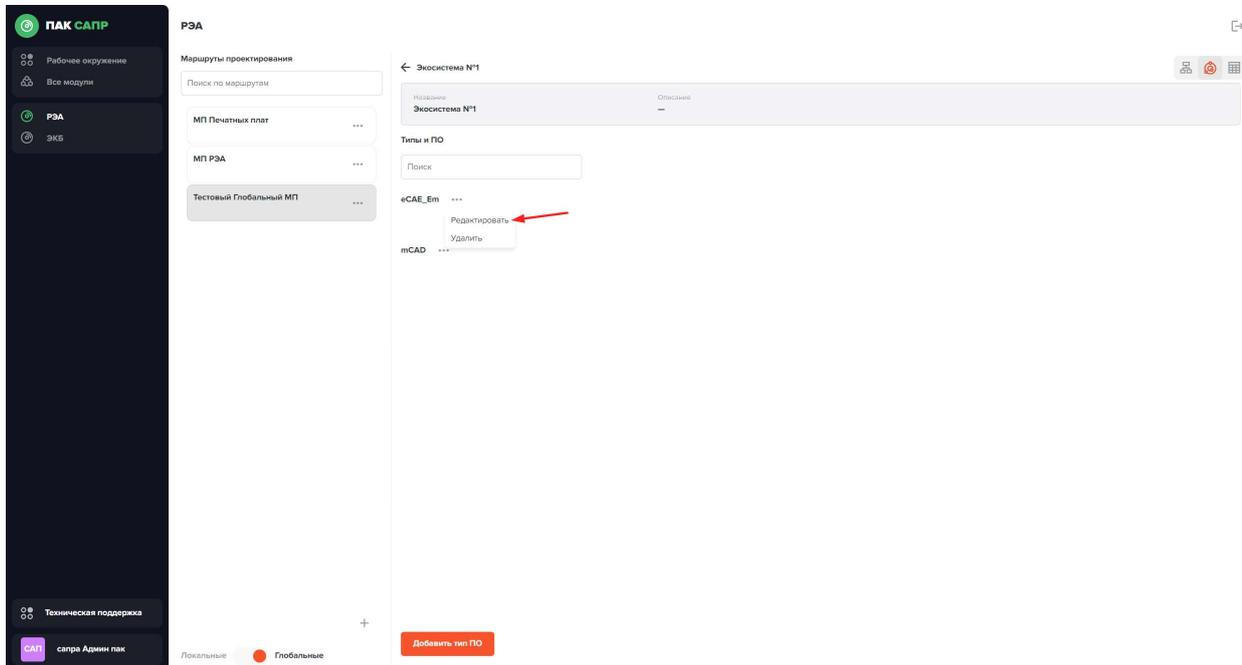 ПАК САПР
Рабочее окружение
Все модули
РЭА
ЭКБ
Техническая поддержка
САП
сапра Админ пак
РЭА
Маршруты проектирования
Поиск по маршрутам
МП Печатных плат
МП РЭА
Тестовый Глобальный МП
Локальные
Глобальные
Экосистема №1
Название
Описание
Экосистема №1
—
Типы и ПО
Поиск
eCAE_Em
Редактировать
Удалить
mCAD
Добавить тип ПО